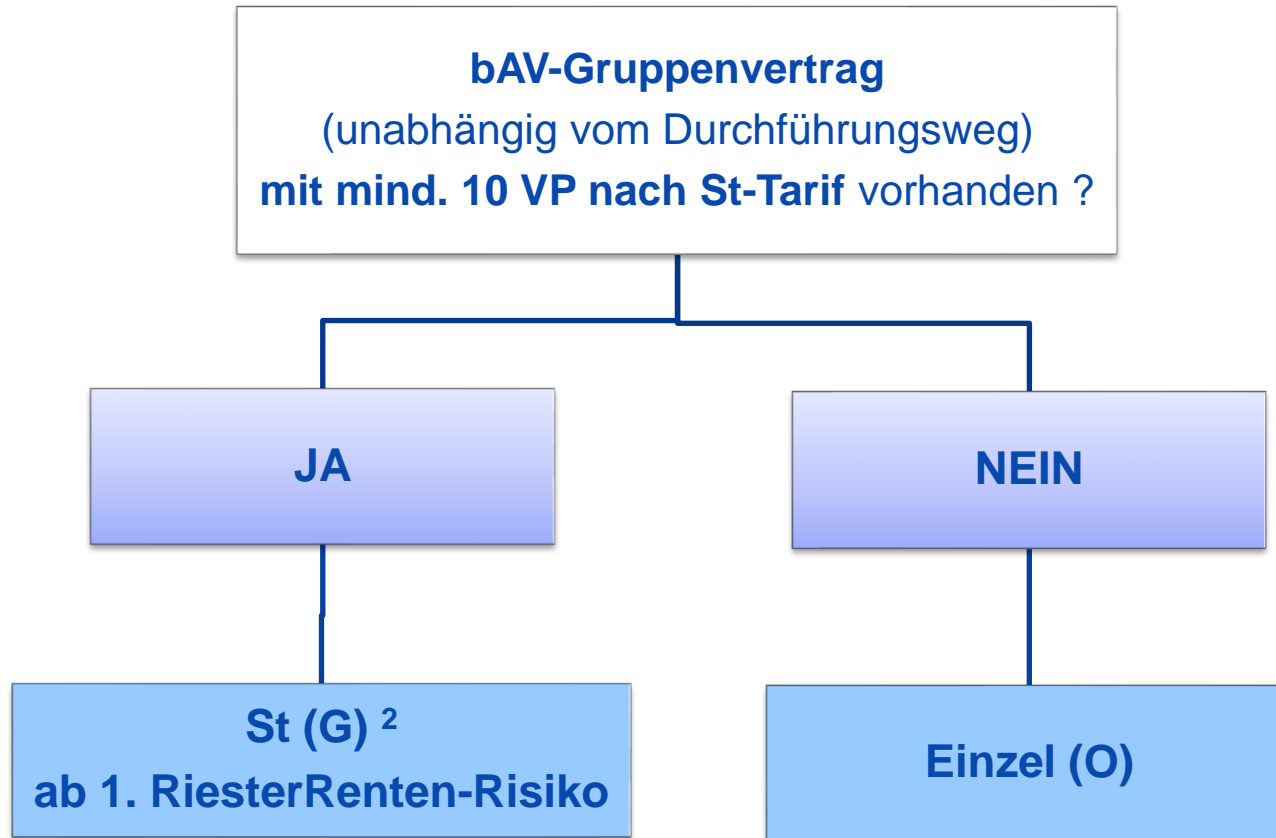 bAV-Gruppenvertrag
(unabhängig vom Durchführungsweg)
mit mind. 10 VP nach St-Tarif vorhanden ?
JA
NEIN
St (G) ²
ab 1. RiesterRenten-Risiko
Einzel (O)